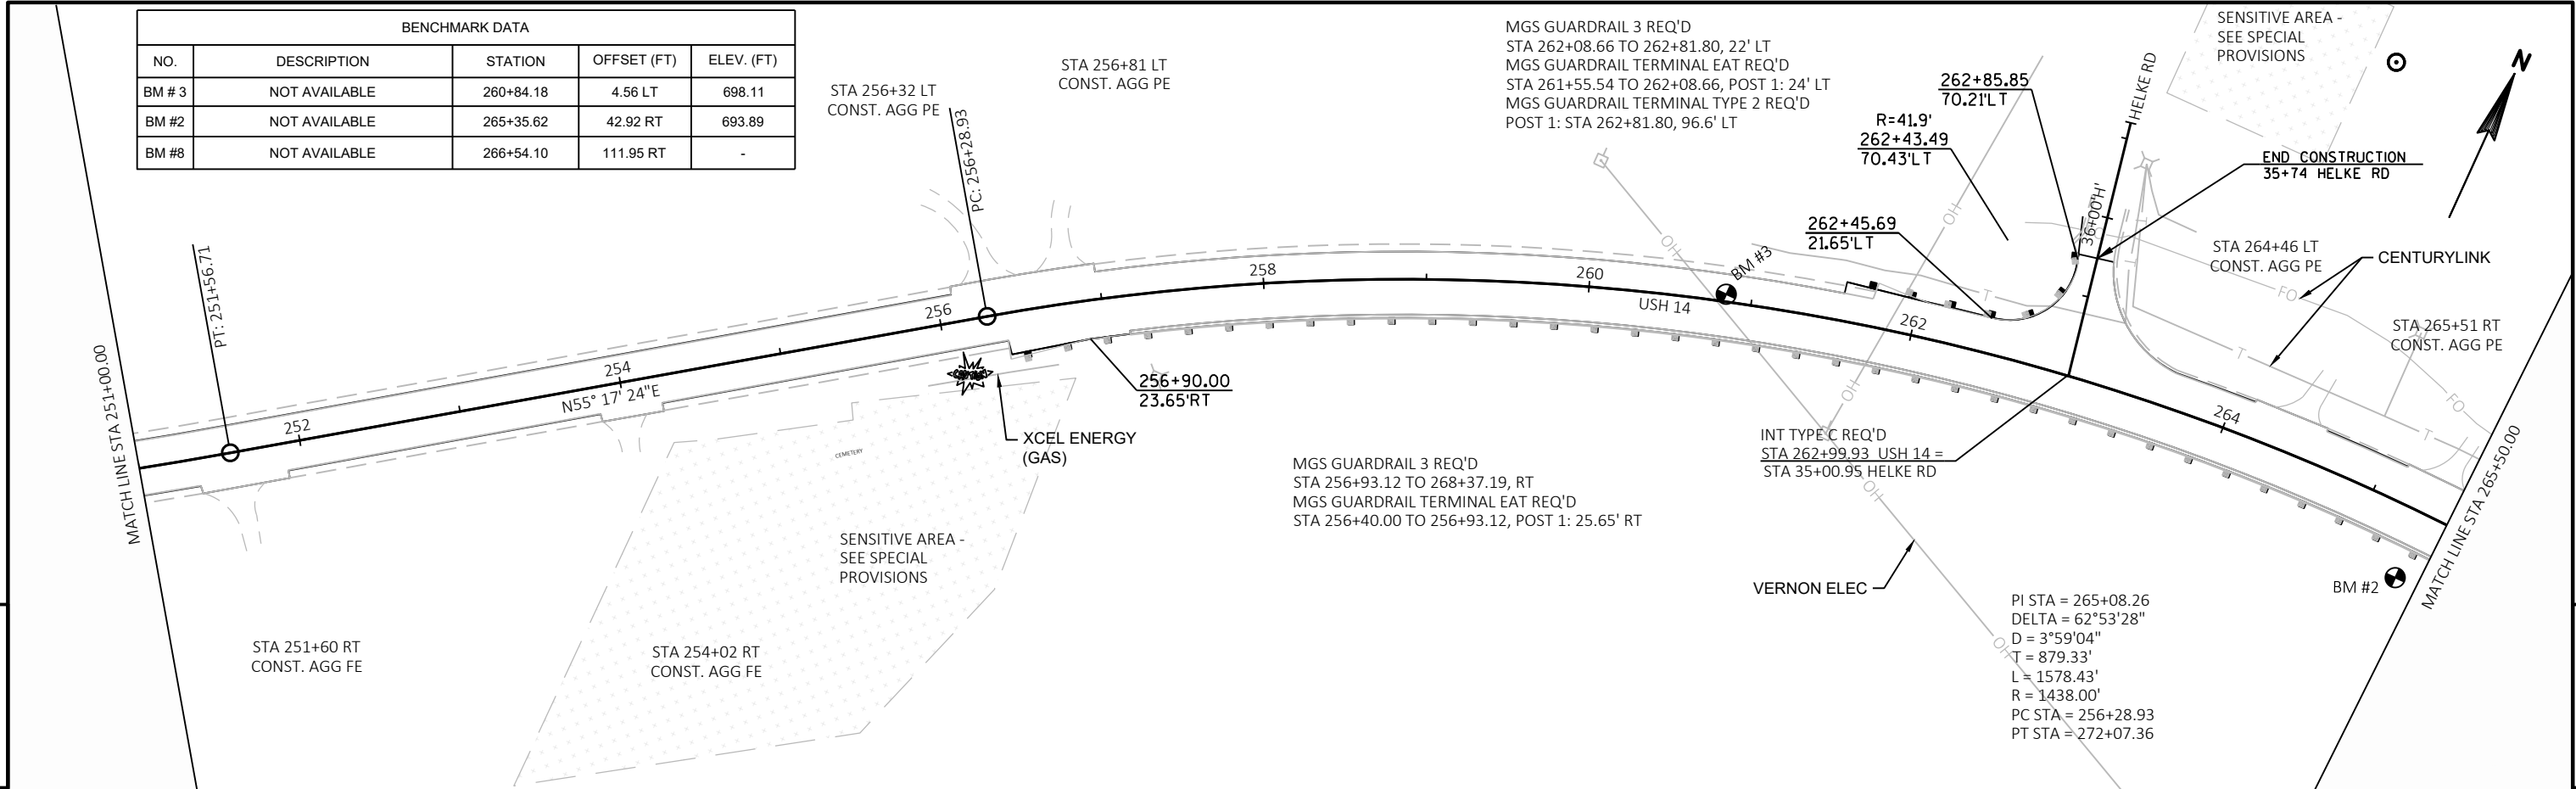 BENCHMARK DATA
NO. DESCRIPTION STATION OFFSET (FT) ELEV. (FT)
BM # 3 NOT AVAILABLE 260+84.18 4.56 LT 698.11
BM #2 NOT AVAILABLE 265+35.62 42.92 RT 693.89
BM #8 NOT AVAILABLE 266+54.10 111.95 RT -
STA 256+32 LT
CONST. AGG PE
STA 256+81 LT
CONST. AGG PE
MGS GUARDRAIL 3 REQ'D
STA 262+08.66 TO 262+81.80, 22' LT
MGS GUARDRAIL TERMINAL EAT REQ'D
STA 261+55.54 TO 262+08.66, POST 1: 24' LT
MGS GUARDRAIL TERMINAL TYPE 2 REQ'D
POST 1: STA 262+81.80, 96.6' LT
262+85.85
70.21'LT
R=41.9'
262+43.49
70.43'LT
262+45.69
21.65'LT
SENSITIVE AREA -
SEE SPECIAL
PROVISIONS
N
HELKE RD
END CONSTRUCTION
35+74 HELKE RD
36+00'H'
STA 264+46 LT
CONST. AGG PE
CENTURYLINK
FO
STA 265+51 RT
CONST. AGG PE
T
T
T
T
T
FO
OH
OH
OH
OH
OH
OH
MATCH LINE STA 251+00.00
PT: 251+56.71
PC: 256+28.93
252
254
256
258
260
262
264
N55° 17' 24"E
USH 14
BM #3
256+90.00
23.65'RT
XCEL ENERGY
(GAS)
CEMETERY
SENSITIVE AREA -
SEE SPECIAL
PROVISIONS
MGS GUARDRAIL 3 REQ'D
STA 256+93.12 TO 268+37.19, RT
MGS GUARDRAIL TERMINAL EAT REQ'D
STA 256+40.00 TO 256+93.12, POST 1: 25.65' RT
INT TYPE C REQ'D
STA 262+99.93 USH 14 =
STA 35+00.95 HELKE RD
VERNON ELEC
BM #2
MATCH LINE STA 265+50.00
STA 251+60 RT
CONST. AGG FE
STA 254+02 RT
CONST. AGG FE
PI STA = 265+08.26
DELTA = 62°53'28"
D = 3°59'04"
T = 879.33'
L = 1578.43'
R = 1438.00'
PC STA = 256+28.93
PT STA = 272+07.36